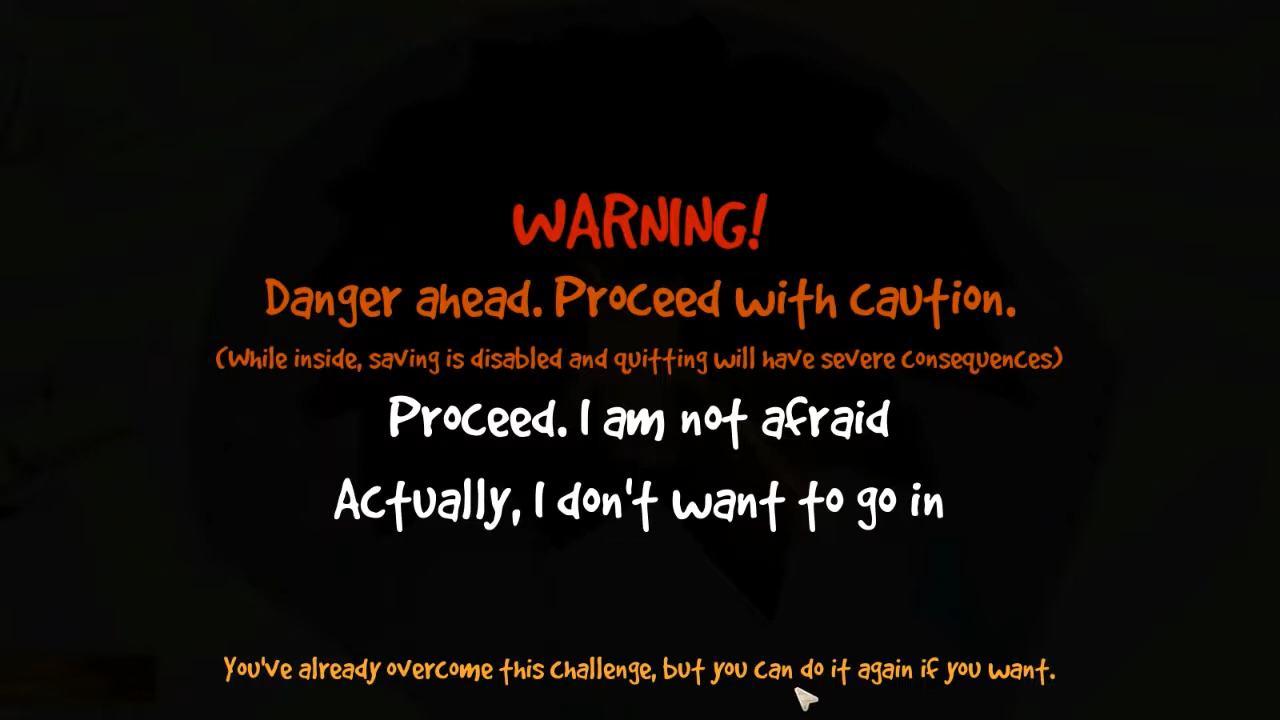 WARNING!
Danger ahead. Proceed with caution.
(While inside, saving is disabled and quitting will have severe consequences)
Proceed. I am not afraid
Actually, I don't want to go in
You've already overcome this challenge, but you can do it again if you want.